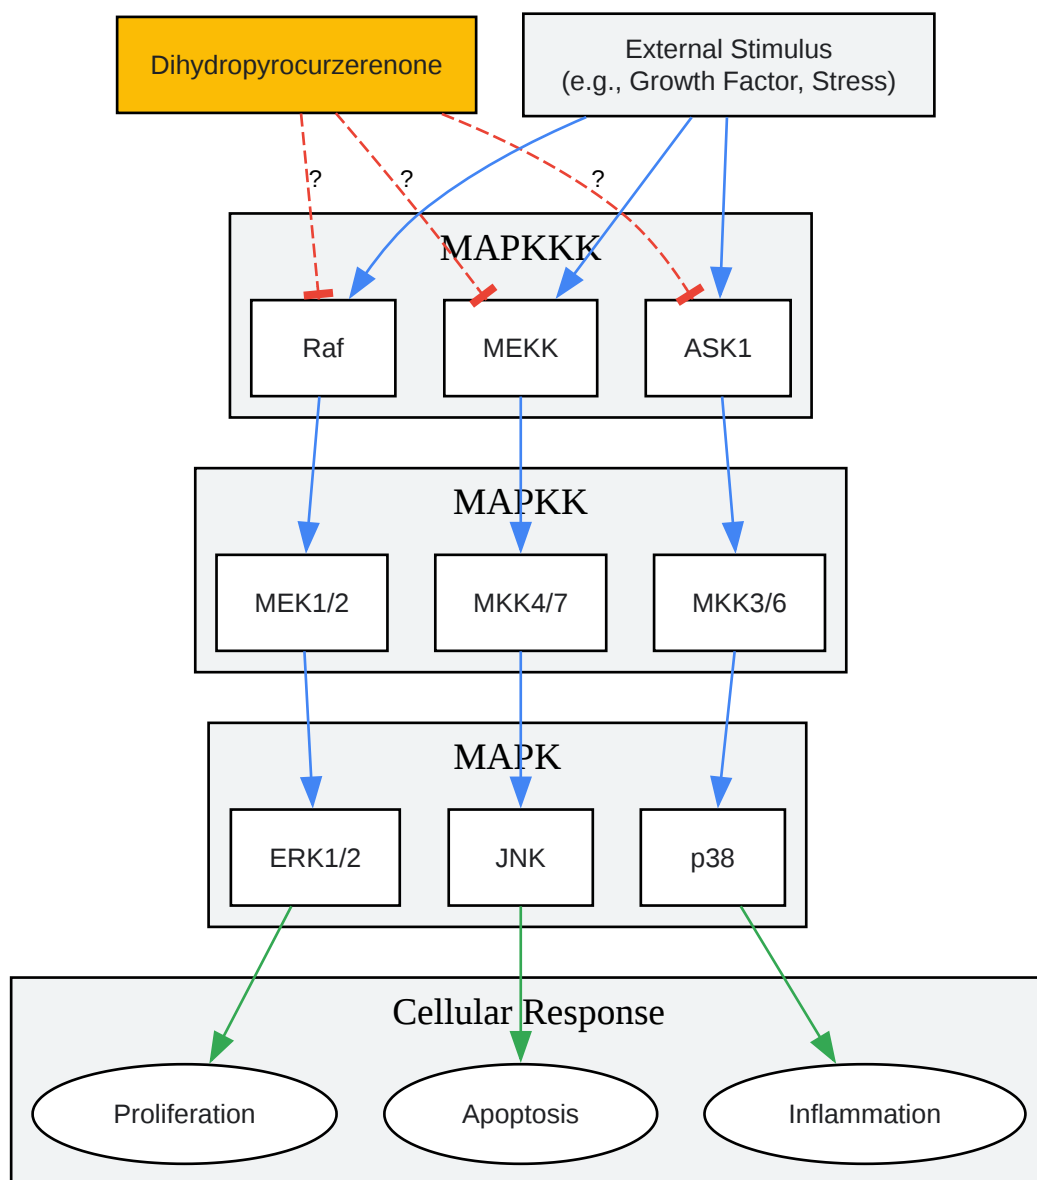 Dihydropyrocurzerenone
External Stimulus
(e.g., Growth Factor, Stress)
?
?
?
MAPKKK
Raf
MEKK
ASK1
MAPKK
MEK1/2
MKK4/7
MKK3/6
MAPK
ERK1/2
JNK
p38
Cellular Response
Proliferation
Apoptosis
Inflammation